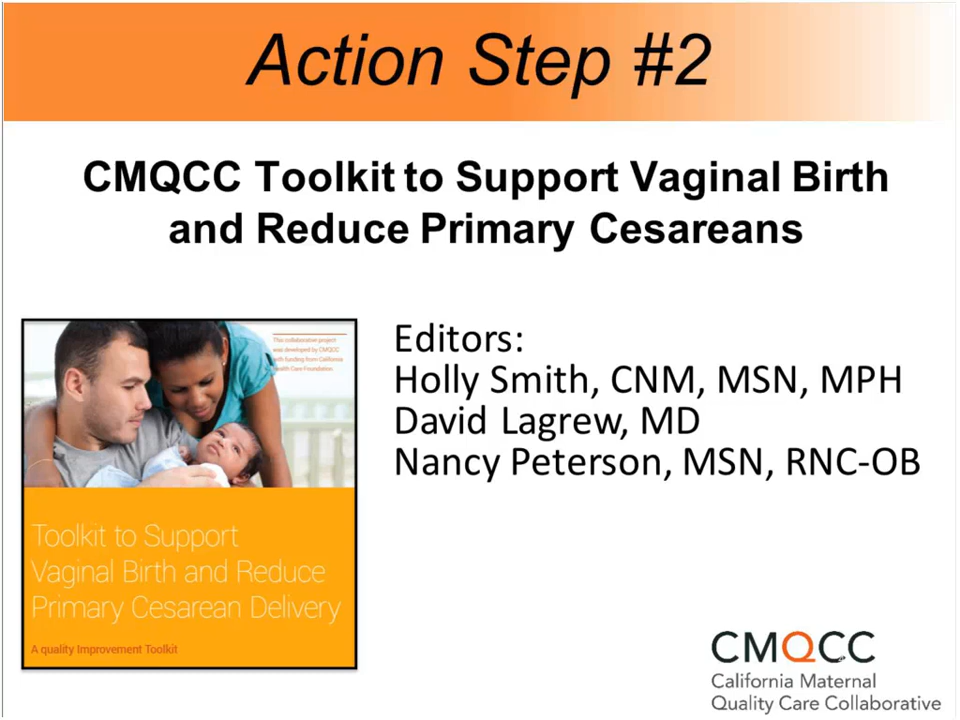 Action Step #2
CMQCC Toolkit to Support Vaginal Birth
and Reduce Primary Cesareans
This collaborative project
was developed by CMQCC
with funding from California
Health Care Foundation.
Editors:
Holly Smith, CNM, MSN, MPH
David Lagrew, MD
Nancy Peterson, MSN, RNC-OB
Toolkit to Support
Vaginal Birth and Reduce
Primary Cesarean Delivery
A quality Improvement Toolkit
CMQCC
California Maternal
Quality Care Collaborative